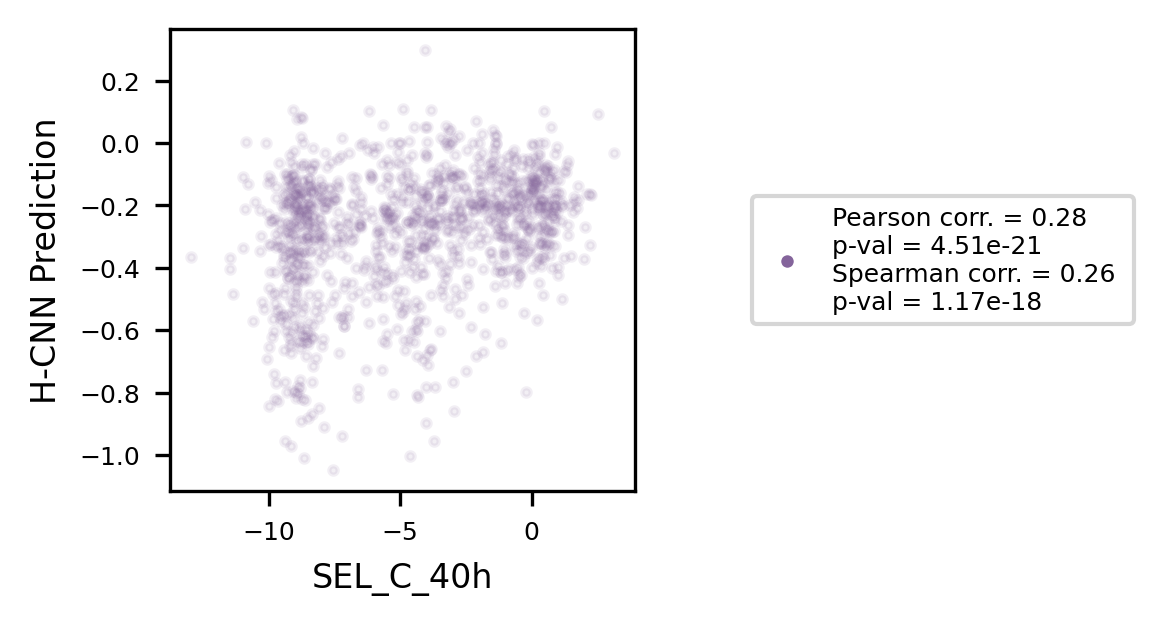 H-CNN Prediction
0.2
0.0
−0.2
−0.4
−0.6
−0.8
−1.0
−10
−5
0
SEL_C_40h
Pearson corr. = 0.28
p-val = 4.51e-21
Spearman corr. = 0.26
p-val = 1.17e-18